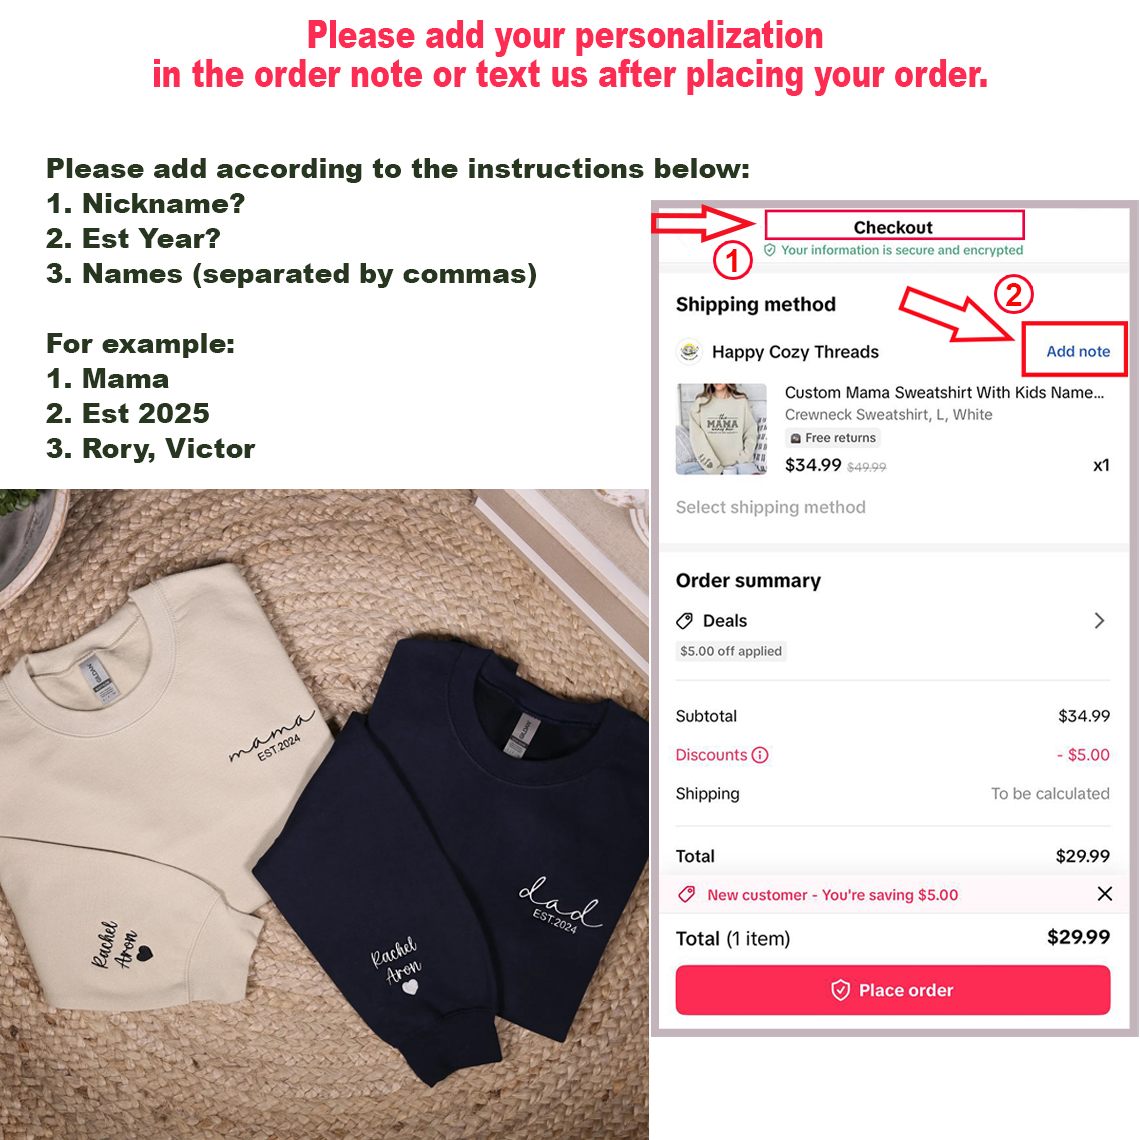 Please add your personalization
in the order note or text us after placing your order.
Please add according to the instructions below:
1. Nickname?
2. Est Year?
3. Names (separated by commas)
For example:
1. Mama
2. Est 2025
3. Rory, Victor
Checkout
1
Your information is secure and encrypted
2
Shipping method
Happy Cozy Threads
Add note
Custom Mama Sweatshirt With Kids Name...
Crewneck Sweatshirt, L, White
Free returns
$34.99 $49.99
x1
MAMA
Select shipping method
Order summary
Deals
$5.00 off applied
Subtotal
$34.99
Discounts
- $5.00
Shipping
To be calculated
Total
$29.99
New customer - You're saving $5.00
Total (1 item)
$29.99
Place order
GILDAN
mama
EST.2024
Rachel
Aron
GILDAN
dad
EST.2024
Rachel
Aron